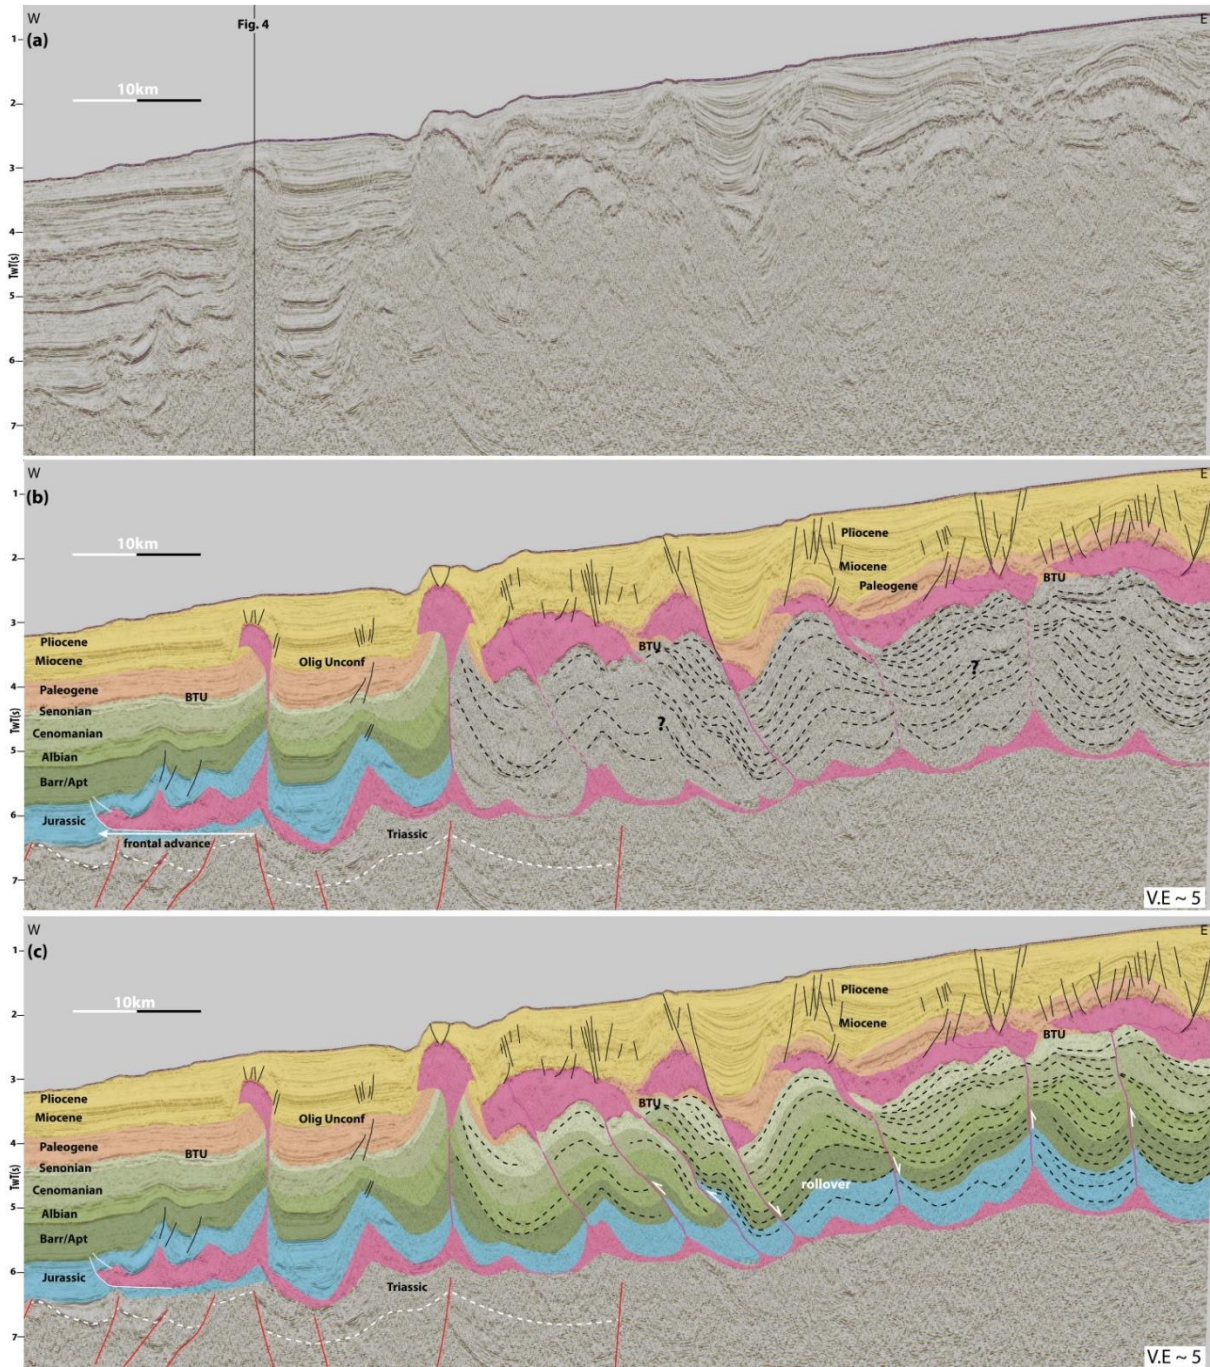 W
Fig. 4
E
(a)
1
10km
2
3
4
TwT(s)
5
6
7
W
E
(b)
1
10km
Pliocene
2
Miocene
BTU
Paleogene
3
Pliocene
Olig Unconf
BTU
Miocene
?
4
Paleogene
BTU
Senonian
?
Cenomanian
TwT(s)
5
Albian
Barr/Apt
6
Jurassic
Triassic
frontal advance
7
V.E ~ 5
W
E
(c)
1
10km
Pliocene
2
Miocene
BTU
3
Pliocene
BTU
Olig Unconf
Miocene
4
Paleogene
BTU
Senonian
TwT(s)
rollover
Cenomanian
5
Albian
Barr/Apt
6
Jurassic
Triassic
7
V.E ~ 5